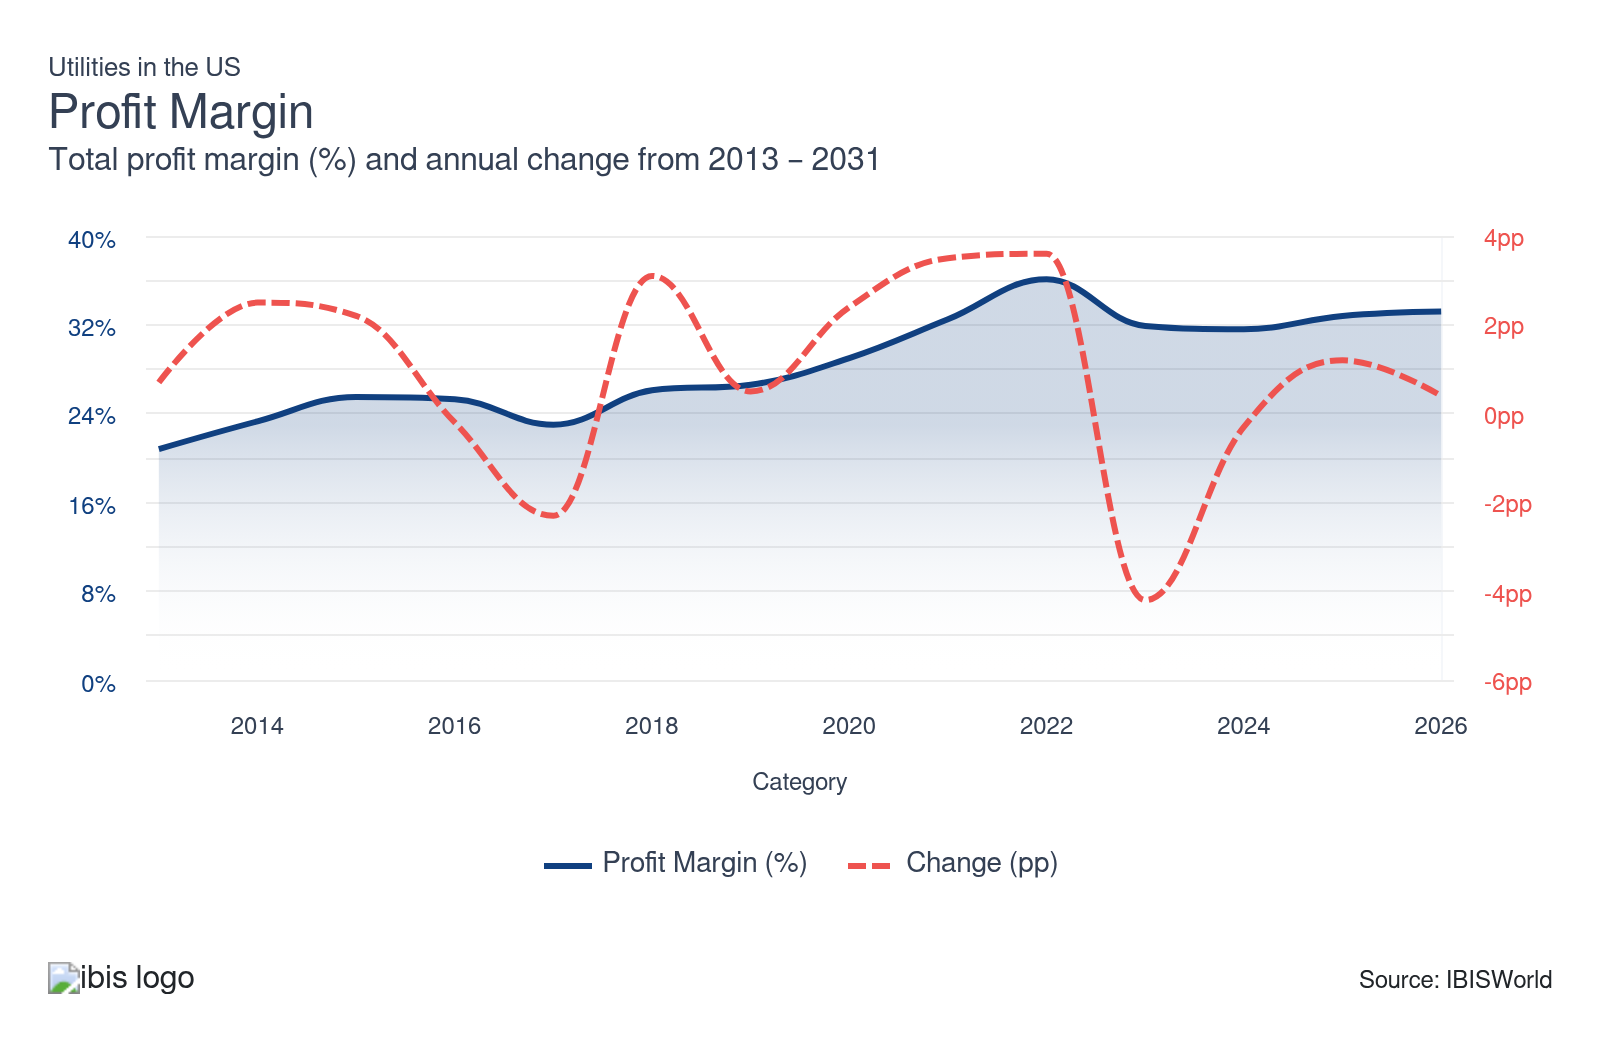 Utilities in the US
Profit Margin
Total profit margin (%) and annual change from 2013 – 2031
40%
32%
24%
16%
8%
0%
4pp
2pp
0pp
-2pp
-4pp
-6pp
2014 2016 2018 2020 2022 2024 2026
Category
Profit Margin (%) Change (pp)
ibis logo
Source: IBISWorld